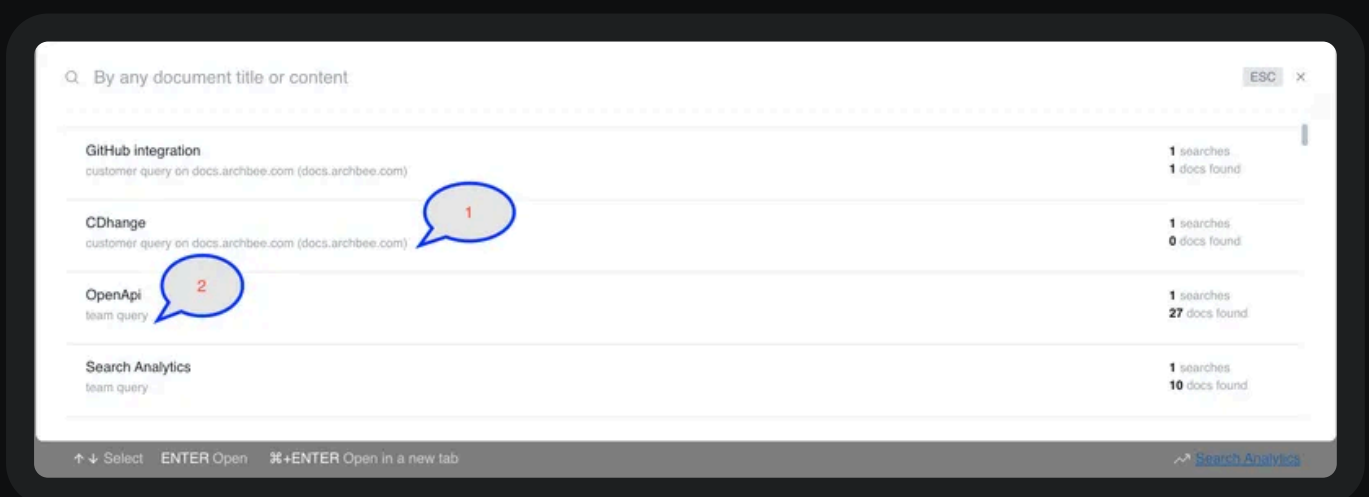 By any document title or content ESC ×
GitHub integration 1 searches
customer query on docs.archbee.com (docs.archbee.com) 1 docs found
1
CDhange 1 searches
customer query on docs.archbee.com (docs.archbee.com) 0 docs found
2
OpenApi 1 searches
team query 27 docs found
Search Analytics 1 searches
team query 10 docs found
↑↓ Select ENTER Open ⌘+ENTER Open in a new tab Search Analytics